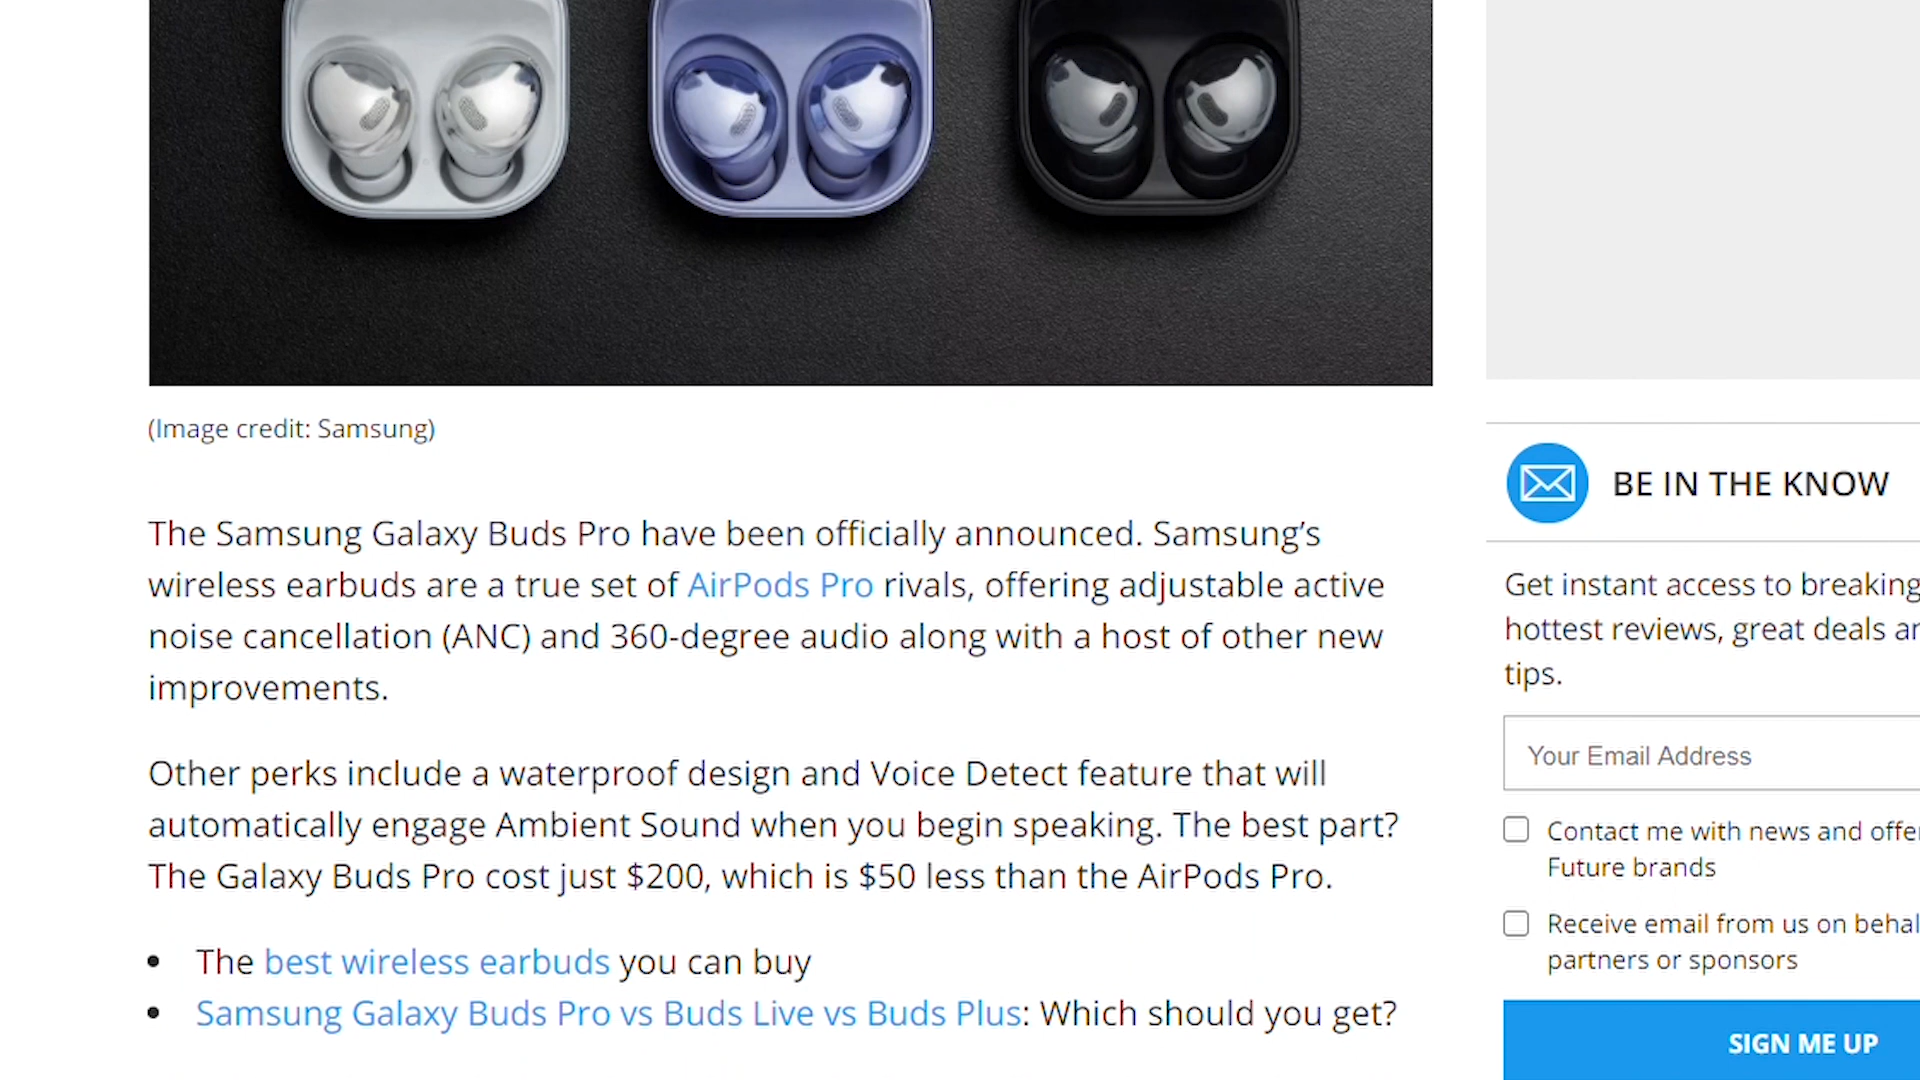 (Image credit: Samsung)
The Samsung Galaxy Buds Pro have been officially announced. Samsung’s
wireless earbuds are a true set of AirPods Pro rivals, offering adjustable active
noise cancellation (ANC) and 360-degree audio along with a host of other new
improvements.
Other perks include a waterproof design and Voice Detect feature that will
automatically engage Ambient Sound when you begin speaking. The best part?
The Galaxy Buds Pro cost just $200, which is $50 less than the AirPods Pro.
• The best wireless earbuds you can buy
• Samsung Galaxy Buds Pro vs Buds Live vs Buds Plus: Which should you get?
BE IN THE KNOW
Get instant access to breaking
hottest reviews, great deals
tips.
Your Email Address
Contact me with news and
Future brands
Receive email from us on
partners or sponsors
SIGN ME UP